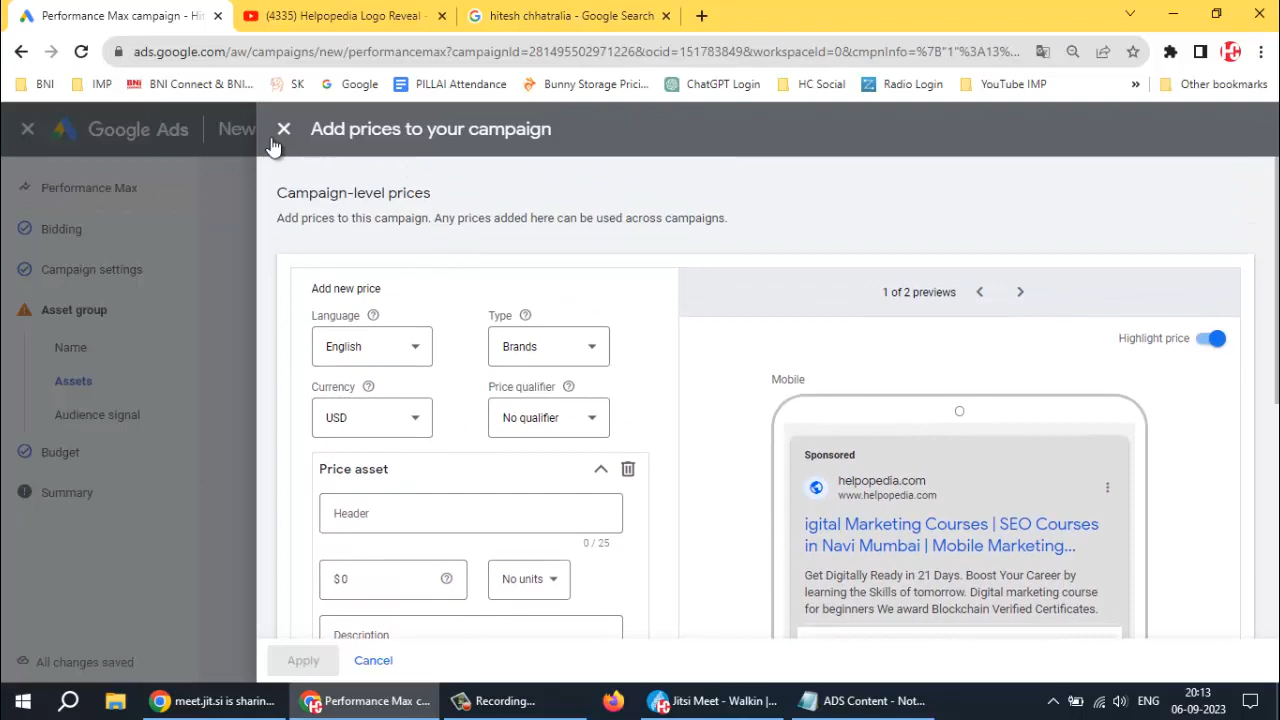 Performance Max campaign - Hit
(4335) Helpopedia Logo Reveal -
hitesh chhatralia - Google Search
ads.google.com/aw/campaigns/new/performancemax?campaignId=281495502971226&ocid=151783849&workspaceId=0&cmpnInfo=%7B"1"%3A13%...
BNI
IMP
BNI Connect & BNI...
SK
Google
PILLAI Attendance
Bunny Storage Prici...
ChatGPT Login
HC Social
Radio Login
YouTube IMP
»
Other bookmarks
Google Ads
New
Add prices to your campaign
Performance Max
Bidding
Campaign settings
Asset group
Name
Assets
Audience signal
Budget
Summary
All changes saved
Campaign-level prices
Add prices to this campaign. Any prices added here can be used across campaigns.
Add new price
Language
Type
English
Brands
Currency
Price qualifier
USD
No qualifier
Price asset
Header
0 / 25
$ 0
No units
Description
Apply
Cancel
1 of 2 previews
Highlight price
Mobile
Sponsored
helpopedia.com
www.helpopedia.com
igital Marketing Courses | SEO Courses
in Navi Mumbai | Mobile Marketing...
Get Digitally Ready in 21 Days. Boost Your Career by
learning the Skills of tomorrow. Digital marketing course
for beginners We award Blockchain Verified Certificates.
meet.jit.si is sharin...
Performance Max c...
Recording...
Jitsi Meet - Walkin |...
ADS Content - Not...
ENG
20:13
06-09-2023